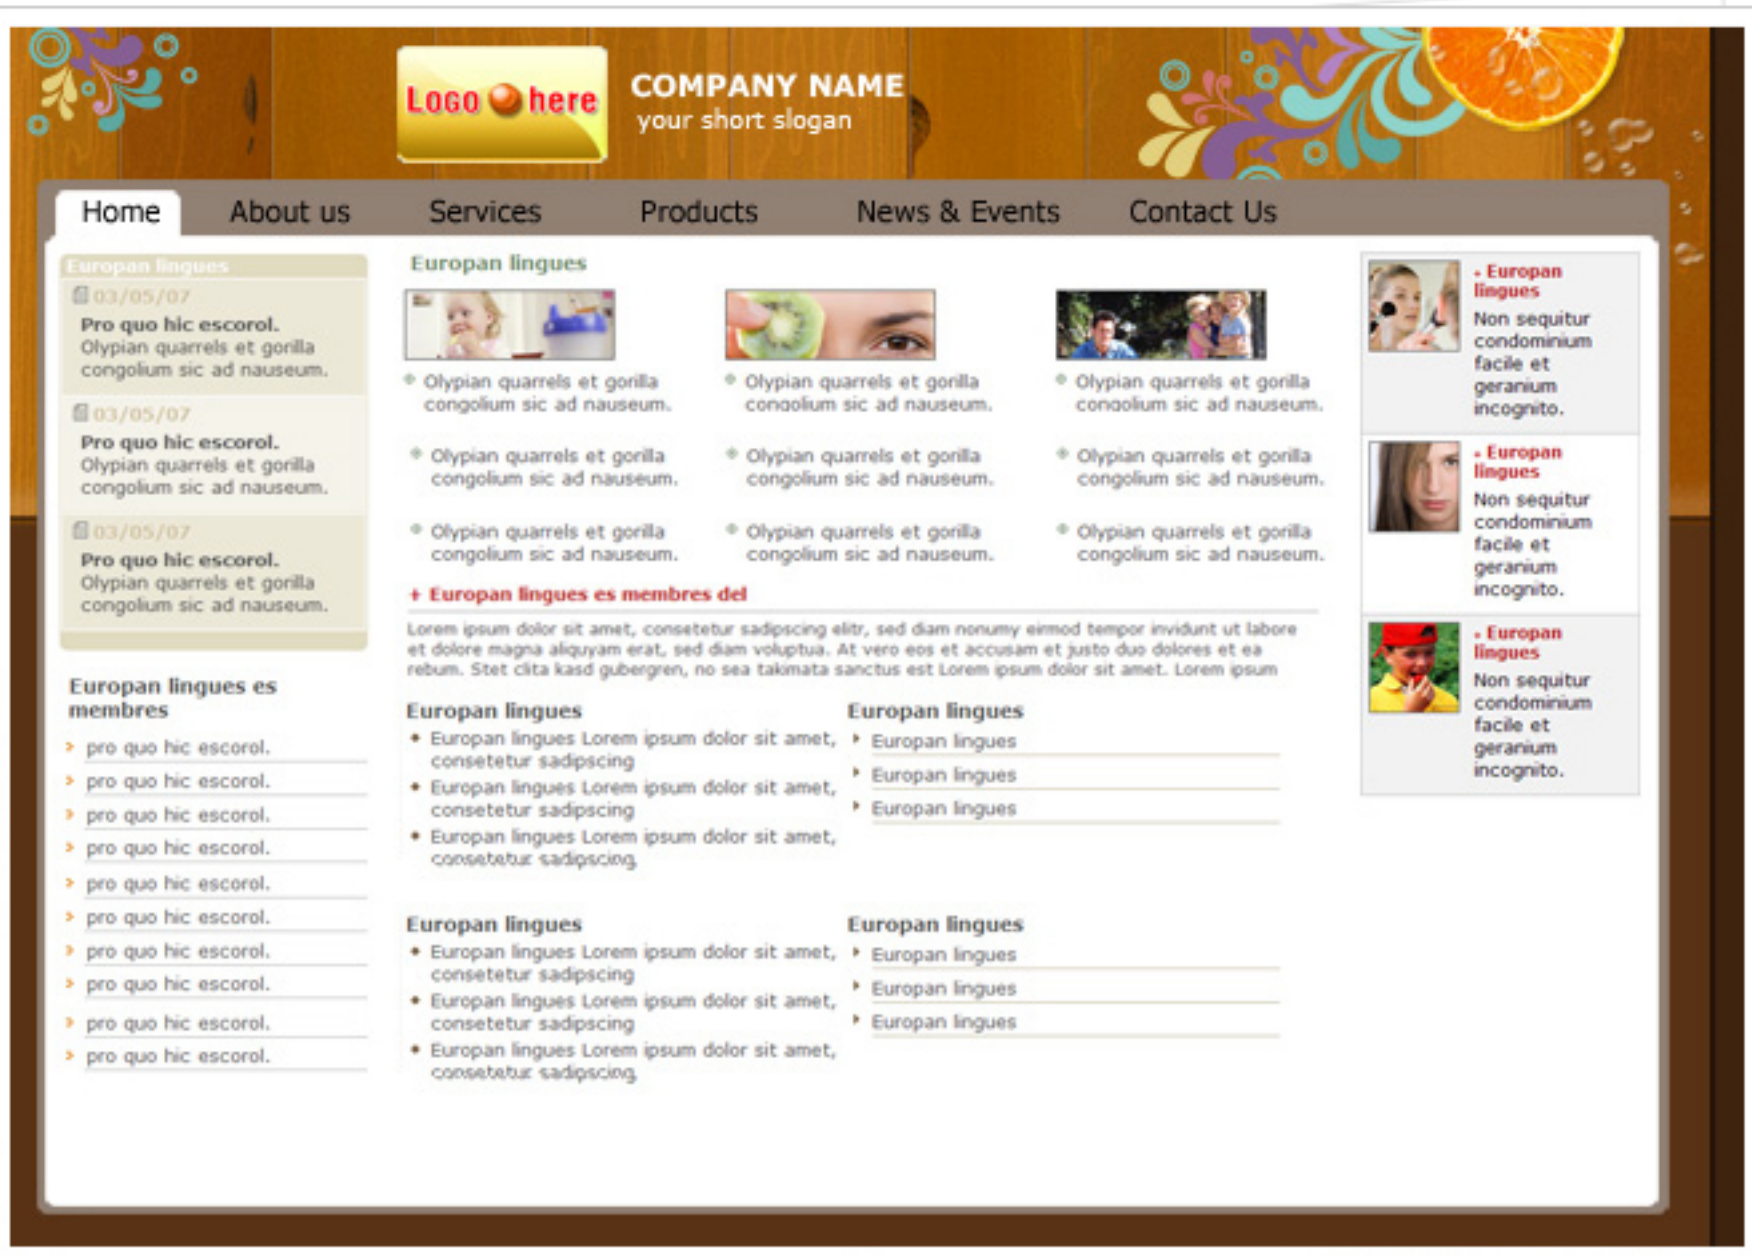 Logo here
COMPANY NAME
your short slogan
Home
About us
Services
Products
News & Events
Contact Us
Europan lingues
03/05/07
Pro quo hic escorol.
Olypian quarrels et gorilla
congolium sic ad nauseum.
03/05/07
Pro quo hic escorol.
Olypian quarrels et gorilla
congolium sic ad nauseum.
03/05/07
Pro quo hic escorol.
Olypian quarrels et gorilla
congolium sic ad nauseum.
Europan lingues es
membres
pro quo hic escorol.
pro quo hic escorol.
pro quo hic escorol.
pro quo hic escorol.
pro quo hic escorol.
pro quo hic escorol.
pro quo hic escorol.
pro quo hic escorol.
pro quo hic escorol.
pro quo hic escorol.
Europan lingues
Olypian quarrels et gorilla
congolium sic ad nauseum.
Olypian quarrels et gorilla
congolium sic ad nauseum.
Olypian quarrels et gorilla
congolium sic ad nauseum.
Olypian quarrels et gorilla
congolium sic ad nauseum.
Olypian quarrels et gorilla
congolium sic ad nauseum.
Olypian quarrels et gorilla
congolium sic ad nauseum.
Olypian quarrels et gorilla
congolium sic ad nauseum.
Olypian quarrels et gorilla
congolium sic ad nauseum.
Olypian quarrels et gorilla
congolium sic ad nauseum.
+ Europan lingues es membres del
Lorem ipsum dolor sit amet, consetetur sadipscing elitr, sed diam nonumy eirmod tempor invidunt ut labore
et dolore magna aliquyam erat, sed diam voluptua. At vero eos et accusam et justo duo dolores et ea
rebum. Stet clita kasd gubergren, no sea takimata sanctus est Lorem ipsum dolor sit amet. Lorem ipsum
Europan lingues
Europan lingues Lorem ipsum dolor sit amet,
consetetur sadipscing
Europan lingues Lorem ipsum dolor sit amet,
consetetur sadipscing
Europan lingues Lorem ipsum dolor sit amet,
consetetur sadipscing
Europan lingues
Europan lingues
Europan lingues
Europan lingues
Europan lingues
Europan lingues Lorem ipsum dolor sit amet,
consetetur sadipscing
Europan lingues Lorem ipsum dolor sit amet,
consetetur sadipscing
Europan lingues Lorem ipsum dolor sit amet,
consetetur sadipscing
Europan lingues
Europan lingues
Europan lingues
Europan lingues
+ Europan
lingues
Non sequitur
condominium
facile et
geranium
incognito.
+ Europan
lingues
Non sequitur
condominium
facile et
geranium
incognito.
+ Europan
lingues
Non sequitur
condominium
facile et
geranium
incognito.